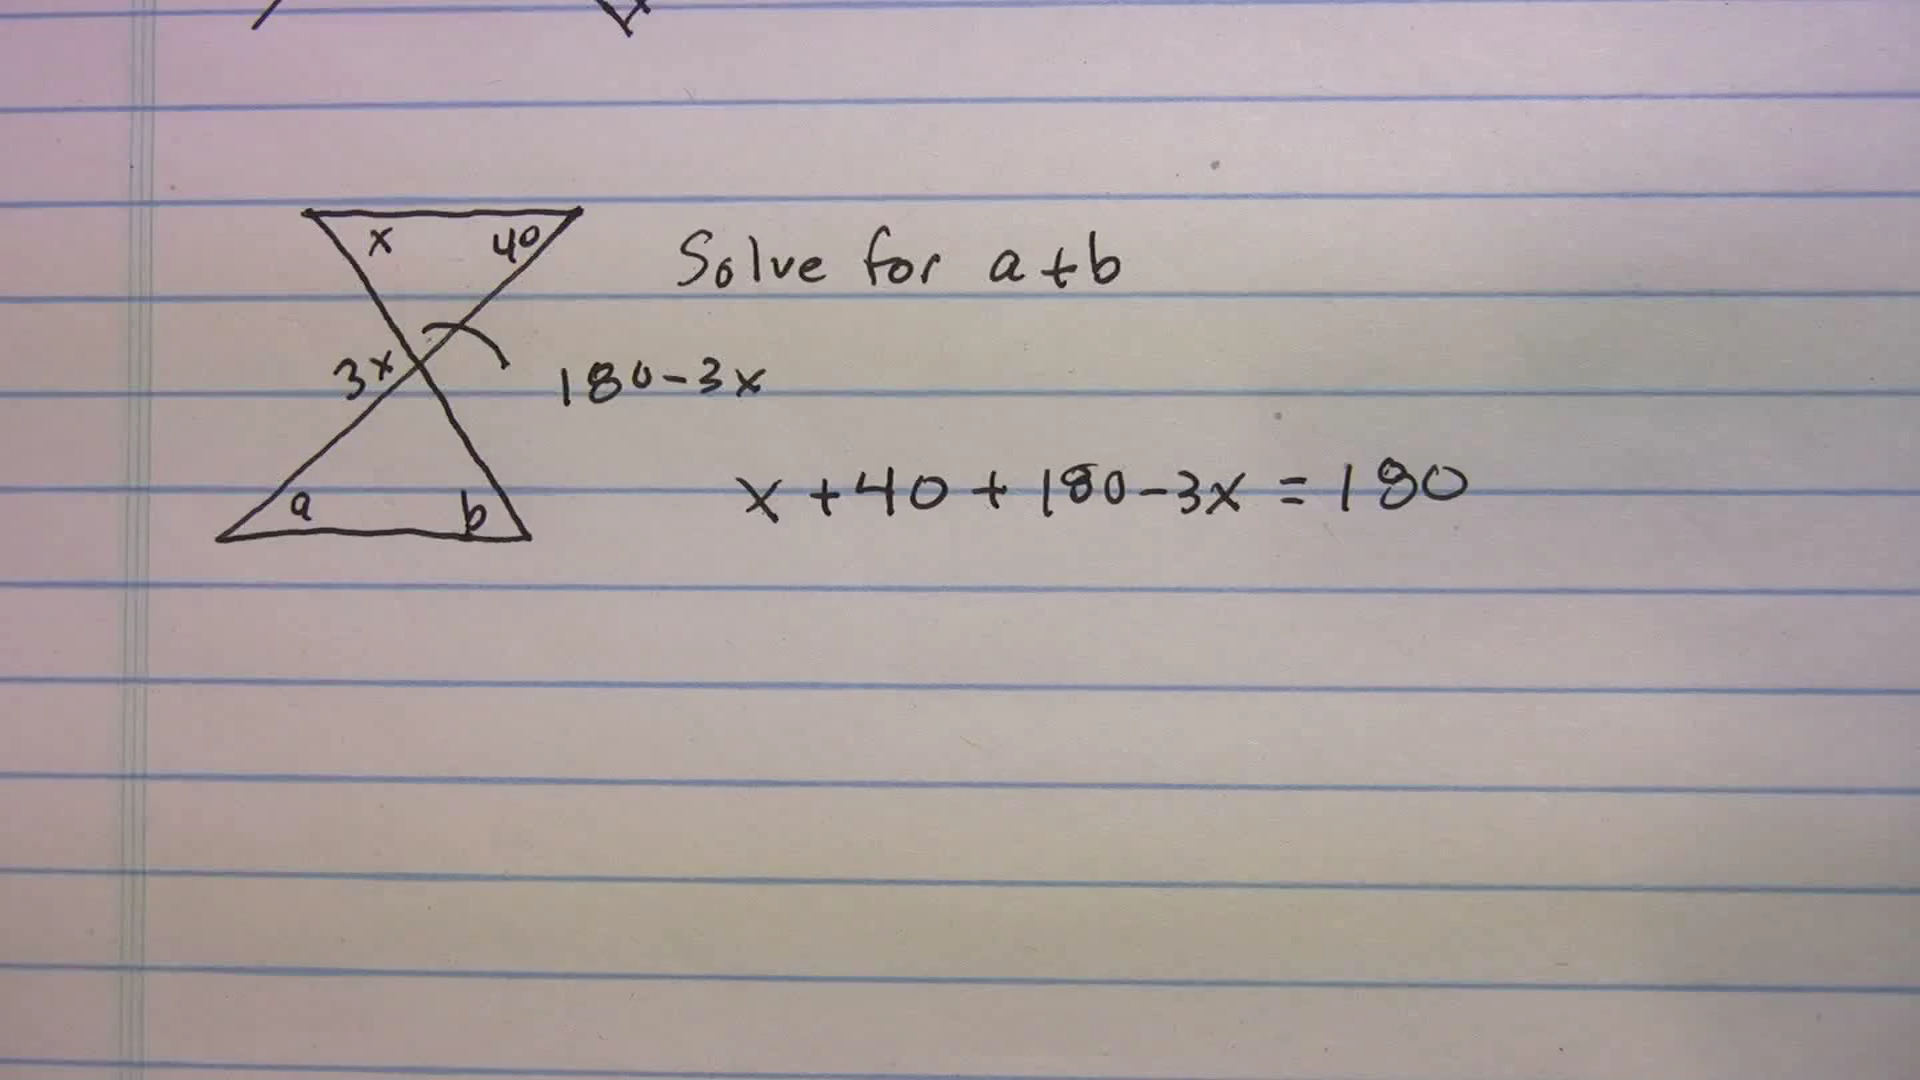 x 40
Solve for a+b
3x
180-3x
a b
x + 40 + 180 - 3x = 180